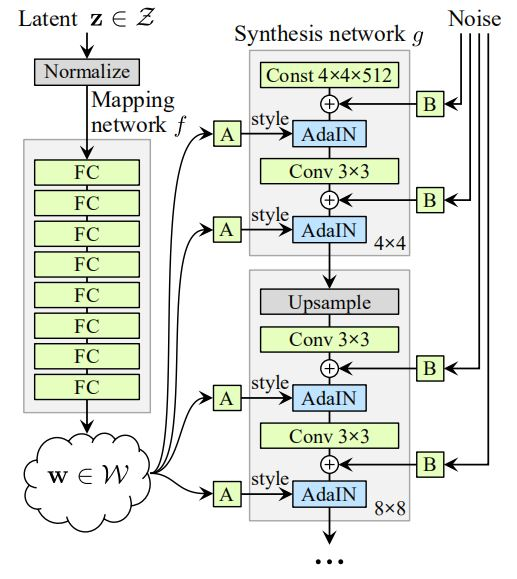 Latent z ∈ 𝒵
Normalize
Mapping
network f
FC
FC
FC
FC
FC
FC
FC
FC
w ∈ 𝒲
Synthesis network g
Noise
Const 4×4×512
B
A
style
AdaIN
Conv 3×3
B
A
style
AdaIN
4×4
Upsample
Conv 3×3
B
A
style
AdaIN
Conv 3×3
B
A
style
AdaIN
8×8
...